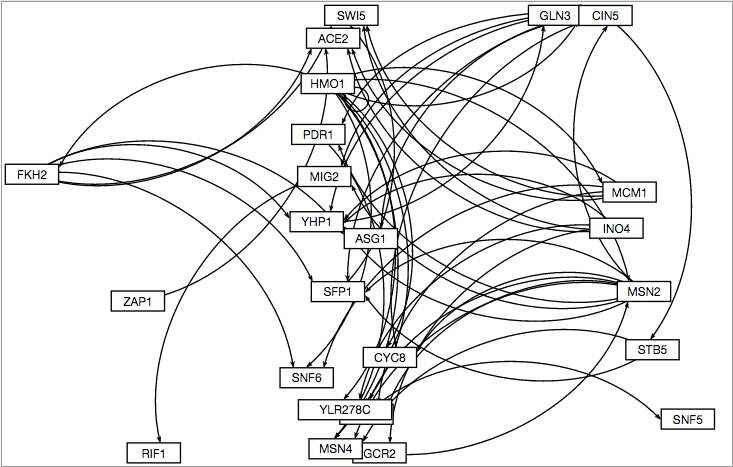 SWI5
GLN3
CIN5
ACE2
HMO1
PDR1
FKH2
MIG2
MCM1
YHP1
INO4
ASG1
SFP1
MSN2
ZAP1
STB5
CYC8
SNF6
YLR278C
SNF5
MSN4
GCR2
RIF1